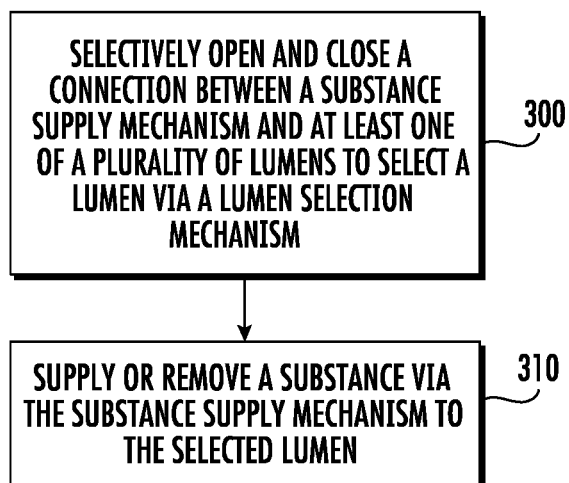 SELECTIVELY OPEN AND CLOSE A
CONNECTION BETWEEN A SUBSTANCE
SUPPLY MECHANISM AND AT LEAST ONE
OF A PLURALITY OF LUMENS TO SELECT A
LUMEN VIA A LUMEN SELECTION
MECHANISM
300
SUPPLY OR REMOVE A SUBSTANCE VIA
THE SUBSTANCE SUPPLY MECHANISM TO
THE SELECTED LUMEN
310